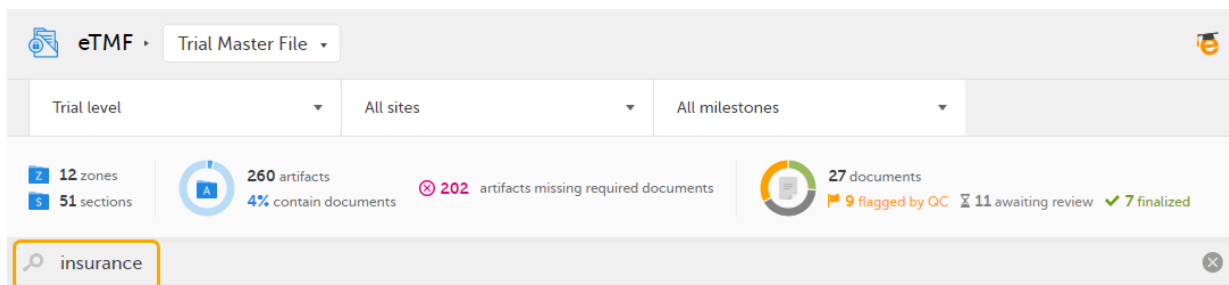 eTMF Trial Master File
Trial level All sites All milestones
12 zones
51 sections
A
Z
S
260 artifacts
4% contain documents
202 artifacts missing required documents
27 documents
9 flagged by QC 11 awaiting review 7 finalized
insurance
e